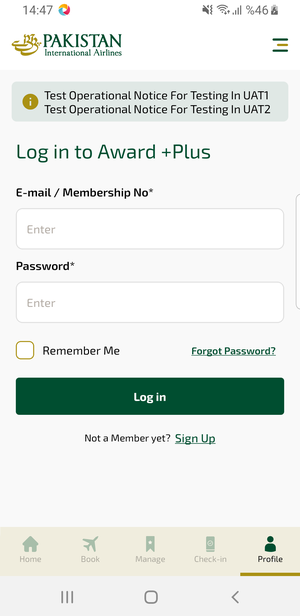 14:47
%46
PAKISTAN
International Airlines
Test Operational Notice For Testing In UAT1
Test Operational Notice For Testing In UAT2
Log in to Award +Plus
E-mail / Membership No*
Enter
Password*
Enter
Remember Me
Forgot Password?
Log in
Not a Member yet? Sign Up
Home
Book
Manage
Check-in
Profile